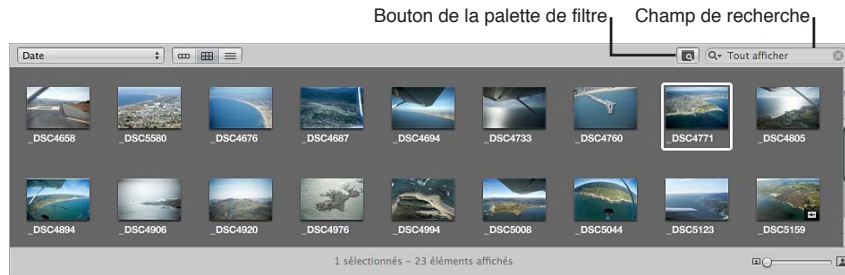 Bouton de la palette de filtre Champ de recherche
Date Tout afficher
_DSC4658 _DSC5580 _DSC4676 _DSC4687 _DSC4694 _DSC4733 _DSC4760 _DSC4771 _DSC4805
_DSC4894 _DSC4906 _DSC4920 _DSC4976 _DSC4994 _DSC5008 _DSC5044 _DSC5123 _DSC5159
1 sélectionnés – 23 éléments affichés